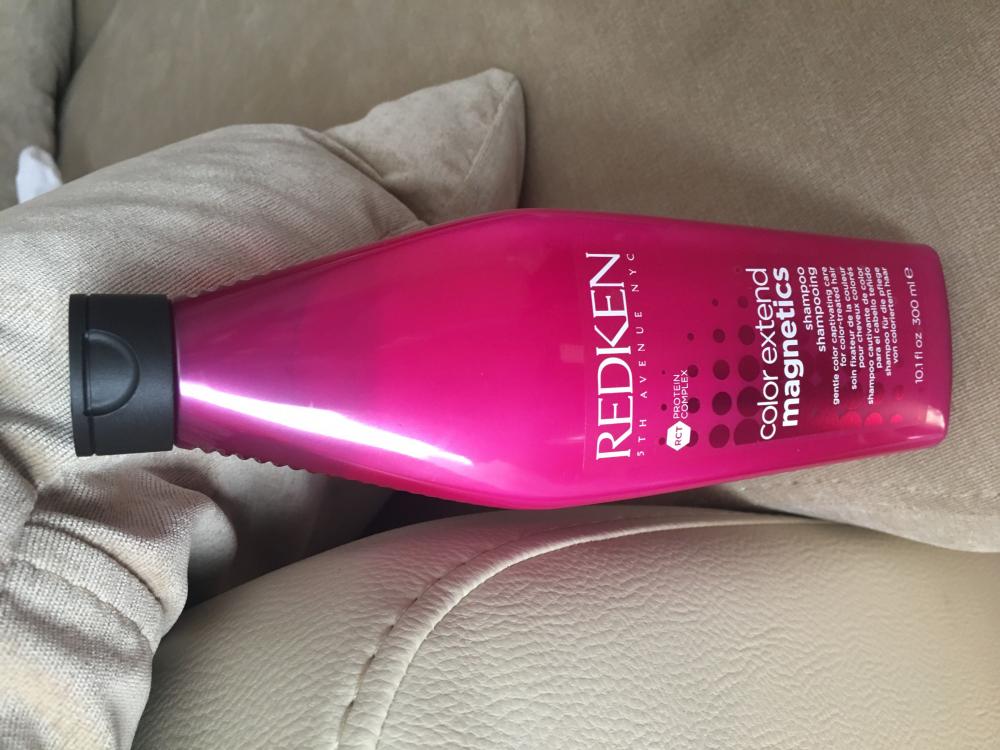 REDKEN
5TH AVENUE NYC
RCT PROTEIN
COMPLEX
color extend
magnetics
shampoo
shampooing
gentle color captivating care
for color-treated hair
soin fixateur de la couleur
pour cheveux colorés
shampoo cautivante de color
para el cabello teñido
shampoo für die pflege
von coloriertem haar
10.1 fl oz 300 ml ℮